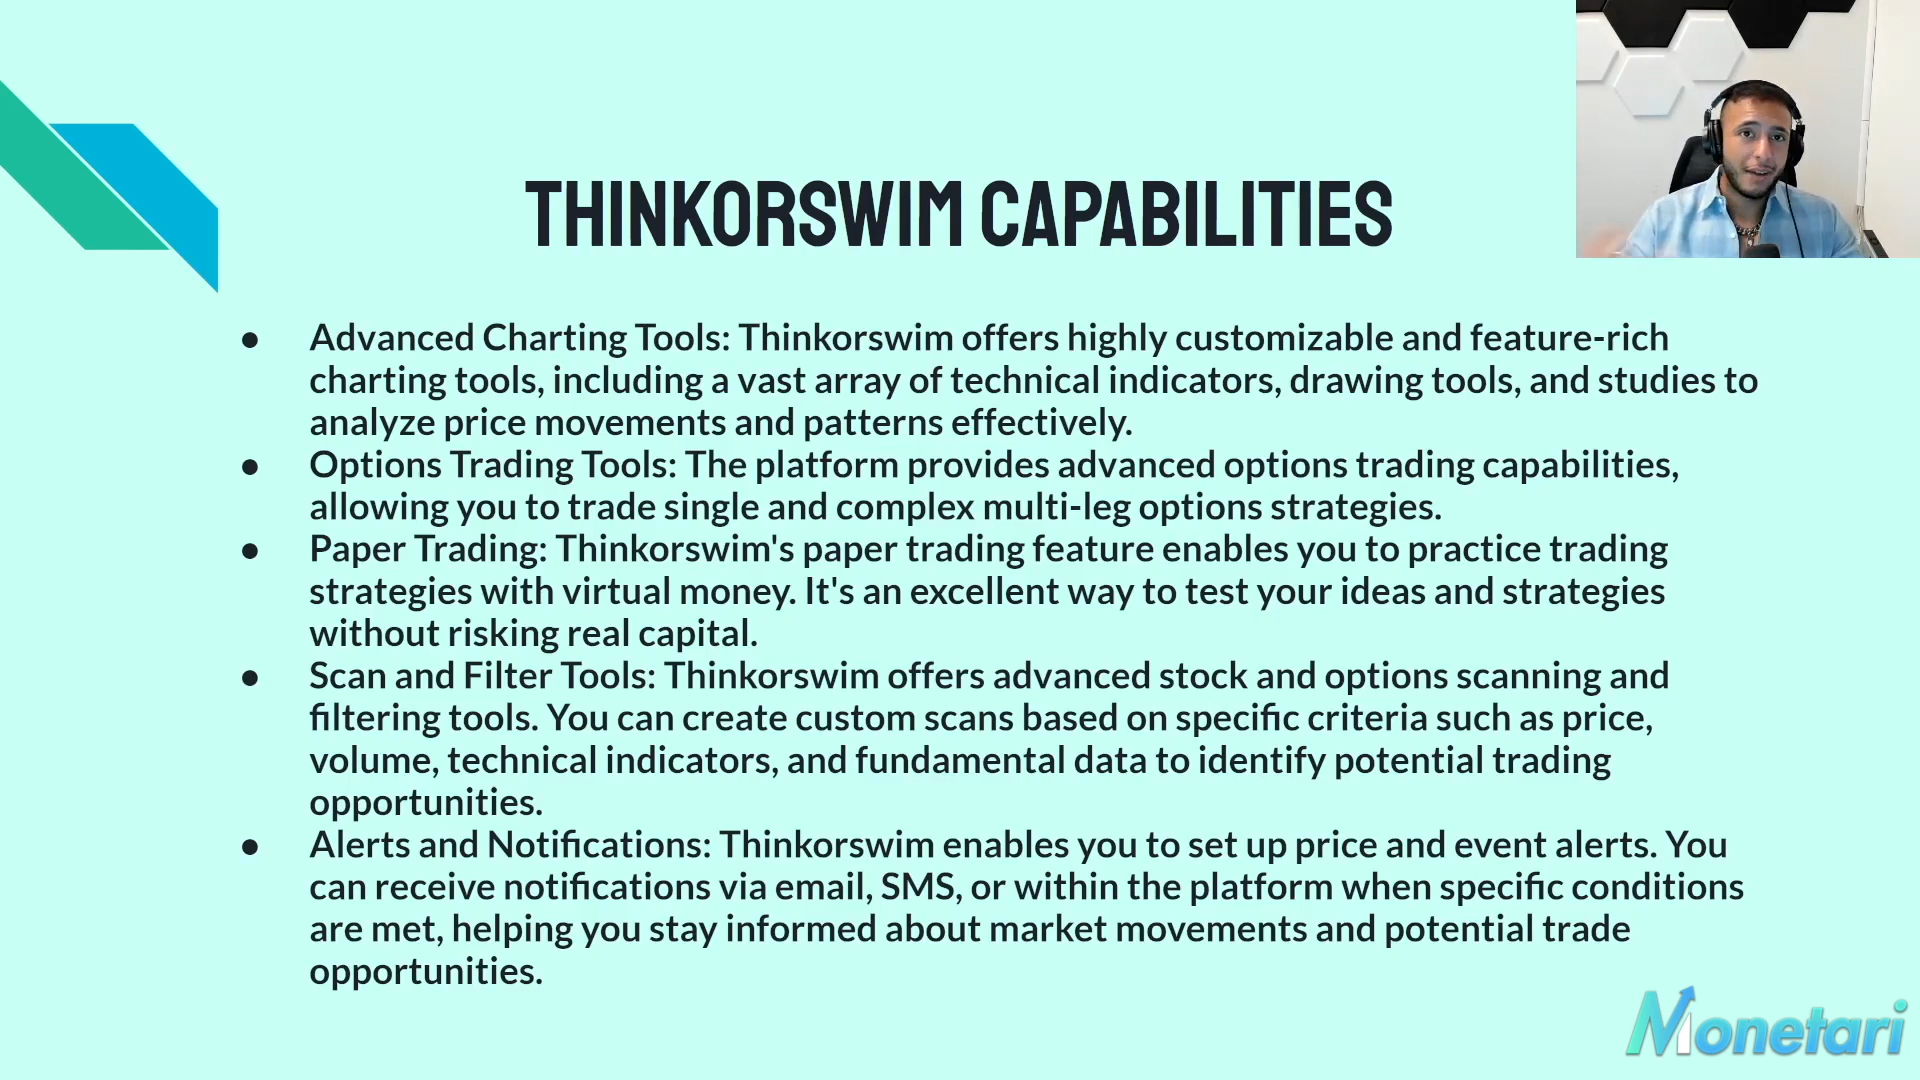 THINKORSWIM CAPABILITIES
● Advanced Charting Tools: Thinkorswim offers highly customizable and feature-rich
charting tools, including a vast array of technical indicators, drawing tools, and studies to
analyze price movements and patterns effectively.
● Options Trading Tools: The platform provides advanced options trading capabilities,
allowing you to trade single and complex multi-leg options strategies.
● Paper Trading: Thinkorswim's paper trading feature enables you to practice trading
strategies with virtual money. It's an excellent way to test your ideas and strategies
without risking real capital.
● Scan and Filter Tools: Thinkorswim offers advanced stock and options scanning and
filtering tools. You can create custom scans based on specific criteria such as price,
volume, technical indicators, and fundamental data to identify potential trading
opportunities.
● Alerts and Notifications: Thinkorswim enables you to set up price and event alerts. You
can receive notifications via email, SMS, or within the platform when specific conditions
are met, helping you stay informed about market movements and potential trade
opportunities.
Monetari